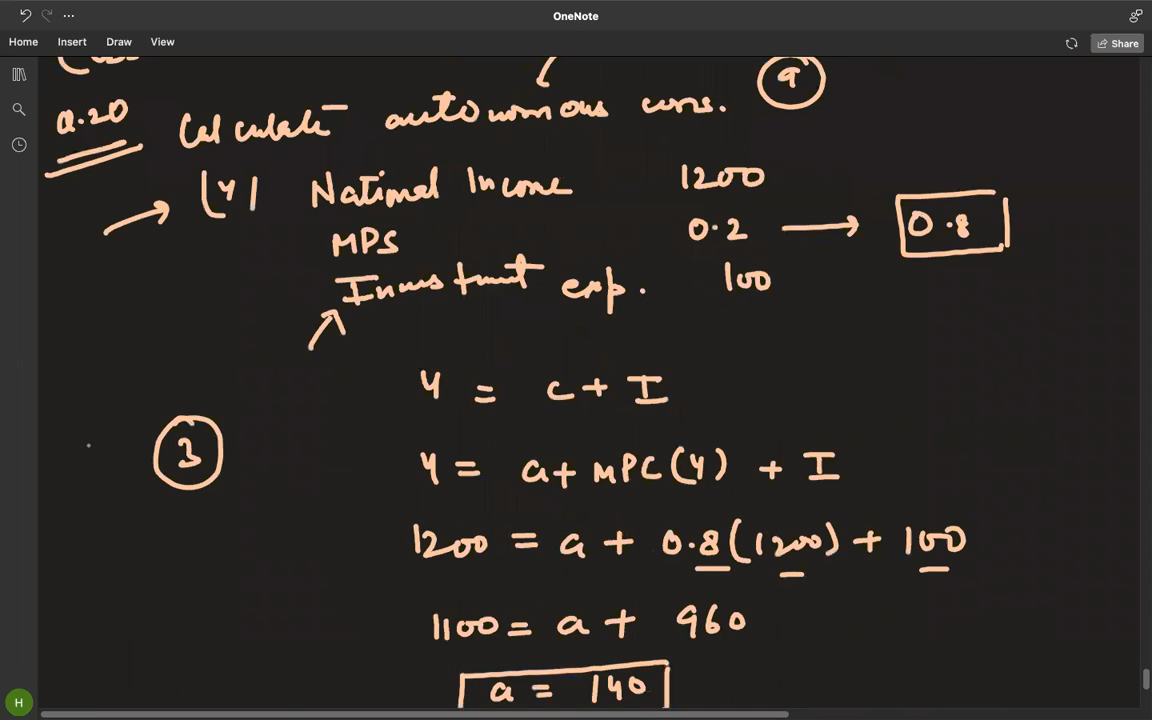 OneNote
Home Insert Draw View
Share
a
Q.20 Calculate autonomous cons.
(Y) National Income 1200
MPS 0.2 → 0.8
Investment exp. 100
Y = C + I
3
Y = a + MPC(Y) + I
1200 = a + 0.8(1200) + 100
1100 = a + 960
a = 140
H